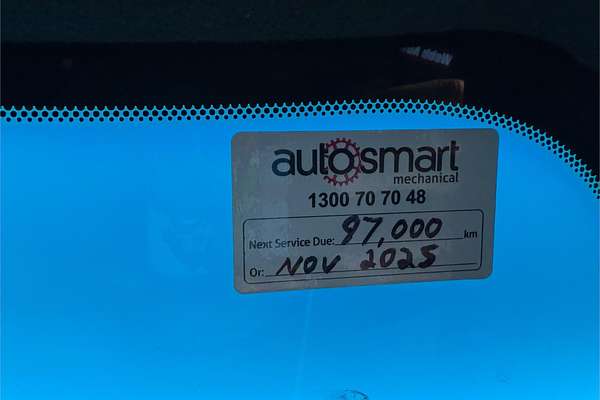 autosmart
mechanical
1300 70 70 48
Next Service Due: 97,000 km
Or: NOV 2025